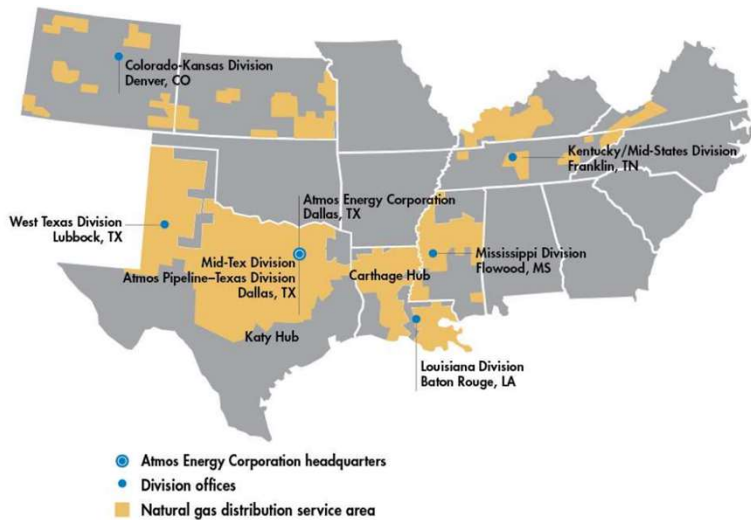 Colorado-Kansas Division
Denver, CO
Kentucky/Mid-States Division
Franklin, TN
Atmos Energy Corporation
Dallas, TX
West Texas Division
Lubbock, TX
Mid-Tex Division
Atmos Pipeline–Texas Division
Dallas, TX
Carthage Hub
Mississippi Division
Flowood, MS
Katy Hub
Louisiana Division
Baton Rouge, LA
Atmos Energy Corporation headquarters
Division offices
Natural gas distribution service area